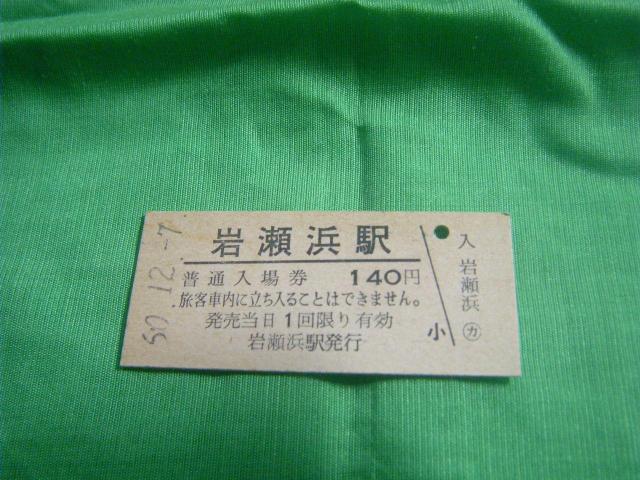 岩瀬浜駅
普通入場券 140円
旅客車内に立ち入ることはできません。
発売当日1回限り有効
岩瀬浜駅発行
小
入
岩瀬浜
㋕
60.12.-7